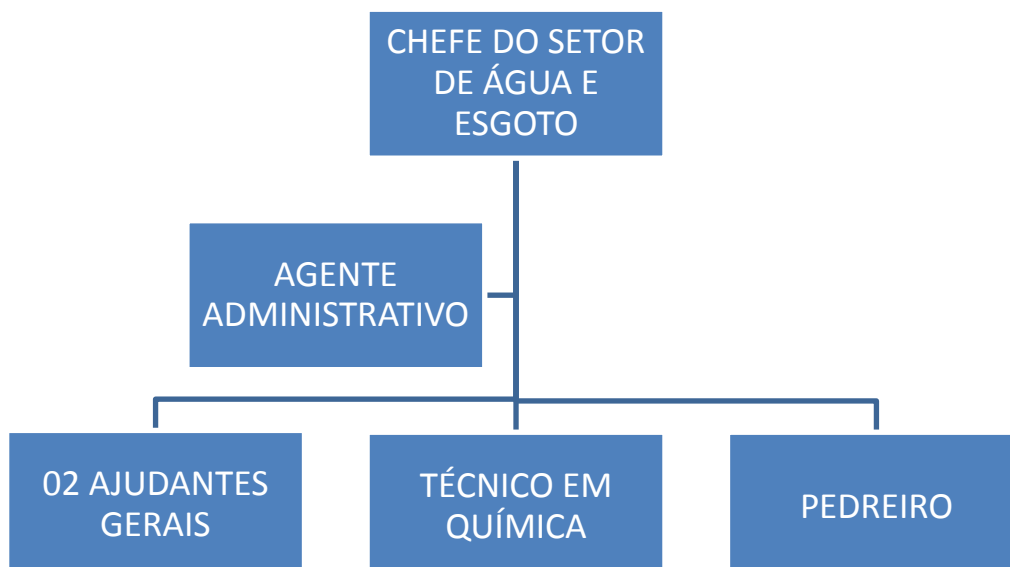 CHEFE DO SETOR
DE ÁGUA E
ESGOTO
AGENTE
ADMINISTRATIVO
02 AJUDANTES
GERAIS
TÉCNICO EM
QUÍMICA
PEDREIRO